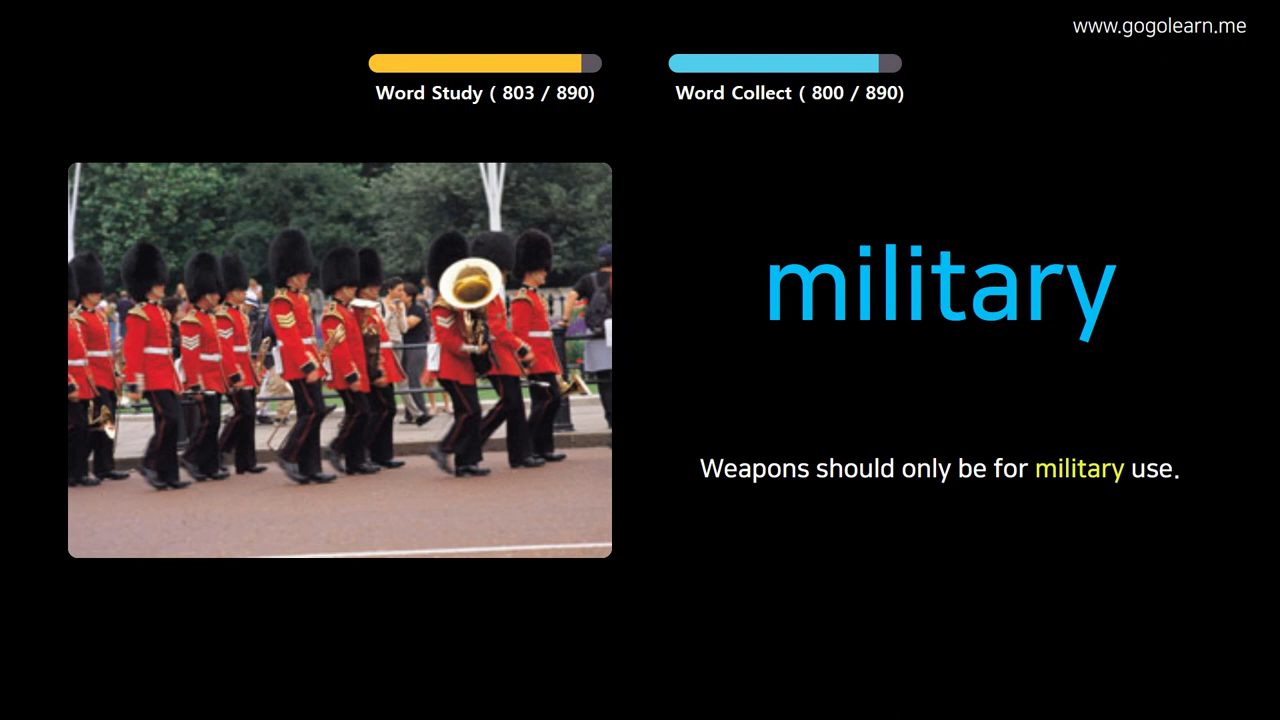 www.gogolearn.me
Word Study ( 803 / 890)
Word Collect ( 800 / 890)
military
Weapons should only be for military use.